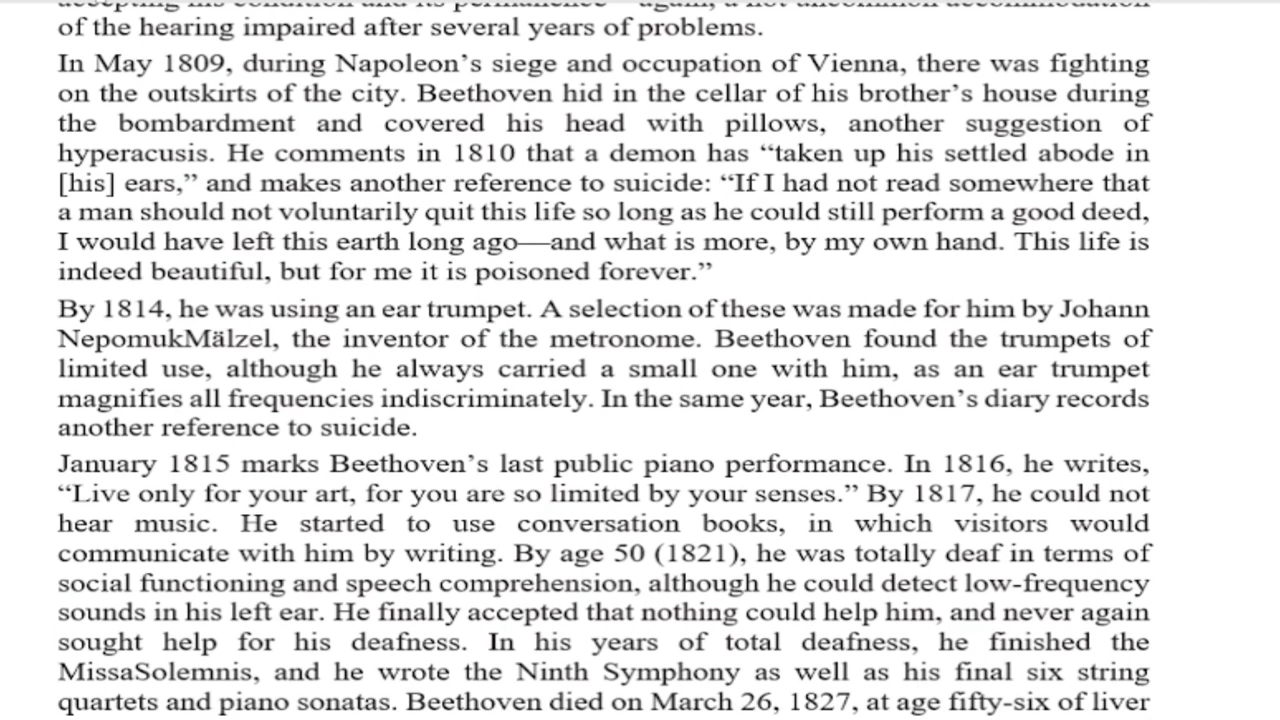 accepting his condition and its permanence—again, a not uncommon accommodation
of the hearing impaired after several years of problems.
In May 1809, during Napoleon’s siege and occupation of Vienna, there was fighting
on the outskirts of the city. Beethoven hid in the cellar of his brother’s house during
the bombardment and covered his head with pillows, another suggestion of
hyperacusis. He comments in 1810 that a demon has “taken up his settled abode in
[his] ears,” and makes another reference to suicide: “If I had not read somewhere that
a man should not voluntarily quit this life so long as he could still perform a good deed,
I would have left this earth long ago—and what is more, by my own hand. This life is
indeed beautiful, but for me it is poisoned forever.”
By 1814, he was using an ear trumpet. A selection of these was made for him by Johann
NepomukMälzel, the inventor of the metronome. Beethoven found the trumpets of
limited use, although he always carried a small one with him, as an ear trumpet
magnifies all frequencies indiscriminately. In the same year, Beethoven’s diary records
another reference to suicide.
January 1815 marks Beethoven’s last public piano performance. In 1816, he writes,
“Live only for your art, for you are so limited by your senses.” By 1817, he could not
hear music. He started to use conversation books, in which visitors would
communicate with him by writing. By age 50 (1821), he was totally deaf in terms of
social functioning and speech comprehension, although he could detect low-frequency
sounds in his left ear. He finally accepted that nothing could help him, and never again
sought help for his deafness. In his years of total deafness, he finished the
MissaSolemnis, and he wrote the Ninth Symphony as well as his final six string
quartets and piano sonatas. Beethoven died on March 26, 1827, at age fifty-six of liver